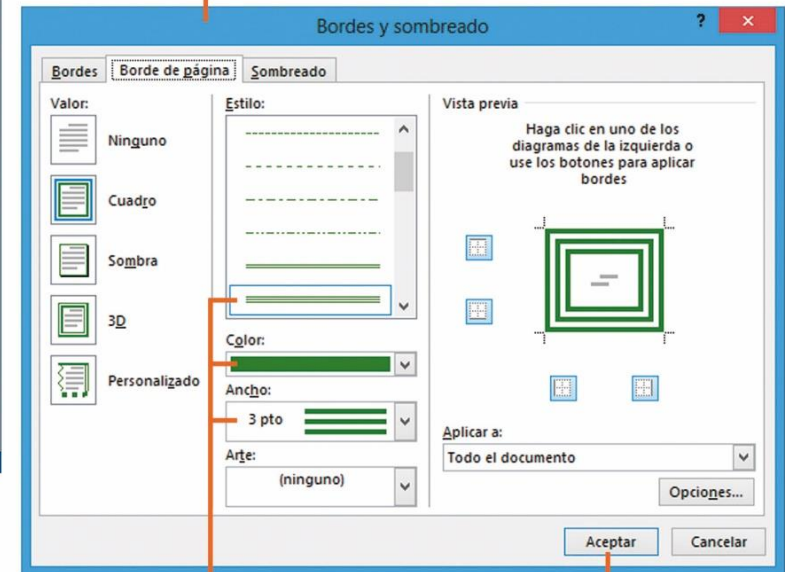 Bordes y sombreado
? ×
Bordes Borde de página Sombreado
Valor:
Ninguno
Cuadro
Sombra
3D
Personalizado
Estilo:
Color:
Ancho:
3 pto
Arte:
(ninguno)
Vista previa
Haga clic en uno de los
diagramas de la izquierda o
use los botones para aplicar
bordes
Aplicar a:
Todo el documento
Opciones...
Aceptar Cancelar